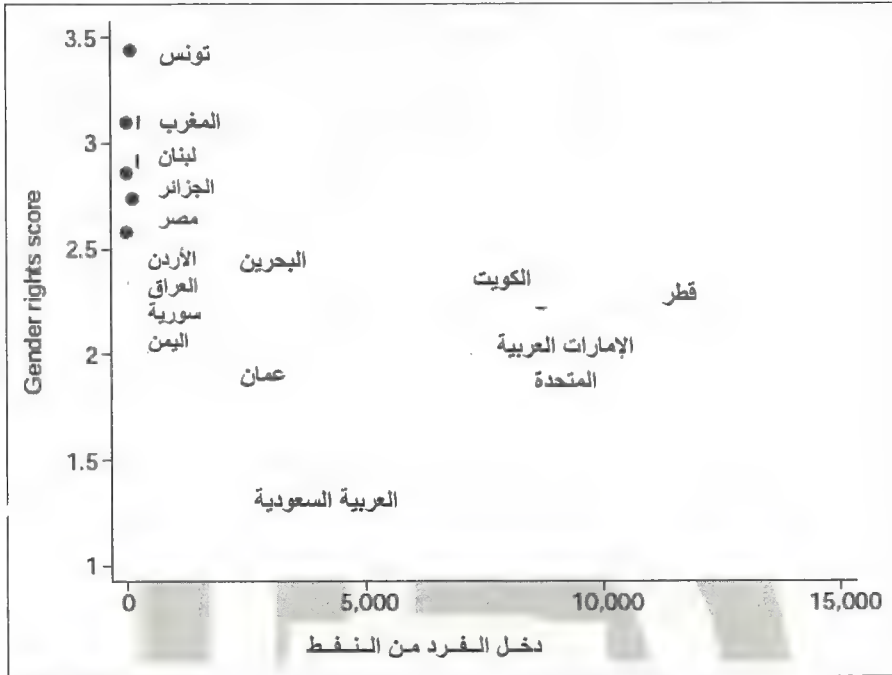 3.5
تونس
المغرب
3
لبنان
الجزائر
مصر
2.5
الأردن
البحرين
العراق
الكويت
قطر
سورية
اليمن
2
الإمارات العربية
المتحدة
عمان
1.5
العربية السعودية
1
Gender rights score
0 5,000 10,000 15,000
دخل الفرد من النفط